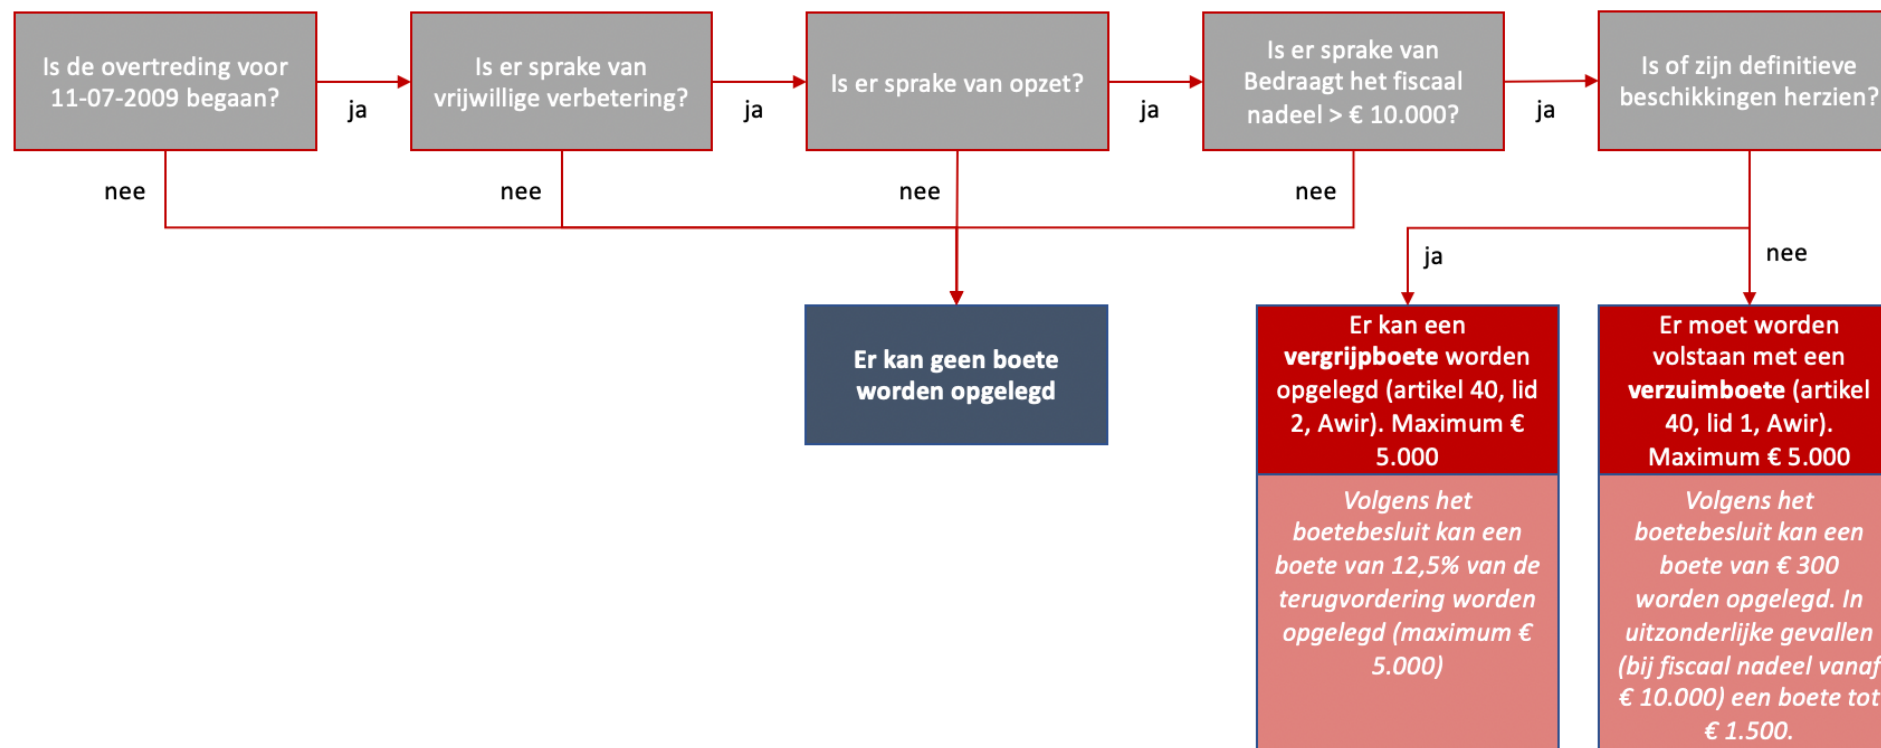 Is de overtreding voor
11-07-2009 begaan?
ja
Is er sprake van
vrijwillige verbetering?
ja
Is er sprake van opzet?
ja
Is er sprake van
Bedraagt het fiscaal
nadeel > € 10.000?
ja
Is of zijn definitieve
beschikkingen herzien?
nee
nee
nee
nee
ja
nee
Er kan geen boete
worden opgelegd
Er kan een
vergrijpboete worden
opgelegd (artikel 40, lid
2, Awir). Maximum €
5.000
Volgens het
boetebesluit kan een
boete van 12,5% van de
terugvordering worden
opgelegd (maximum €
5.000)
Er moet worden
volstaan met een
verzuimboete (artikel
40, lid 1, Awir).
Maximum € 5.000
Volgens het
boetebesluit kan een
boete van € 300
worden opgelegd. In
uitzonderlijke gevallen
(bij fiscaal nadeel vanaf
€ 10.000) een boete tot
€ 1.500.